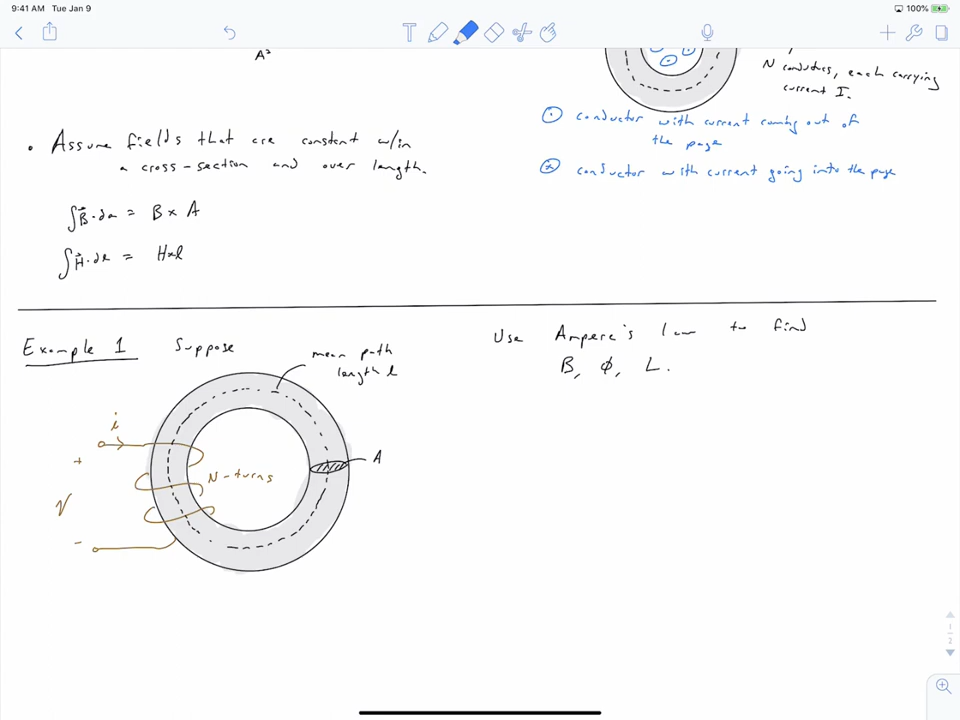 9:41 AM Tue Jan 9
100%
A²
N conductors, each carrying
current I.
⊙ conductor with current coming out of
the page
⊗ conductor with current going into the page
• Assume fields that are constant w/in
a cross-section and over length.
∫B⃗·da = B × A
∫H⃗·dl = H×l
Example 1 Suppose
mean path
length l
i
+
V
-
N-turns
A
Use Ampere's law to find
B, ϕ, L.
1
2